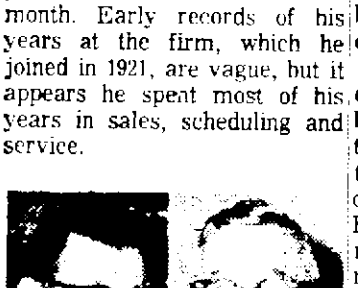 month. Early records of his
years at the firm, which he
joined in 1921, are vague, but it
appears he spent most of his
years in sales, scheduling and
service.